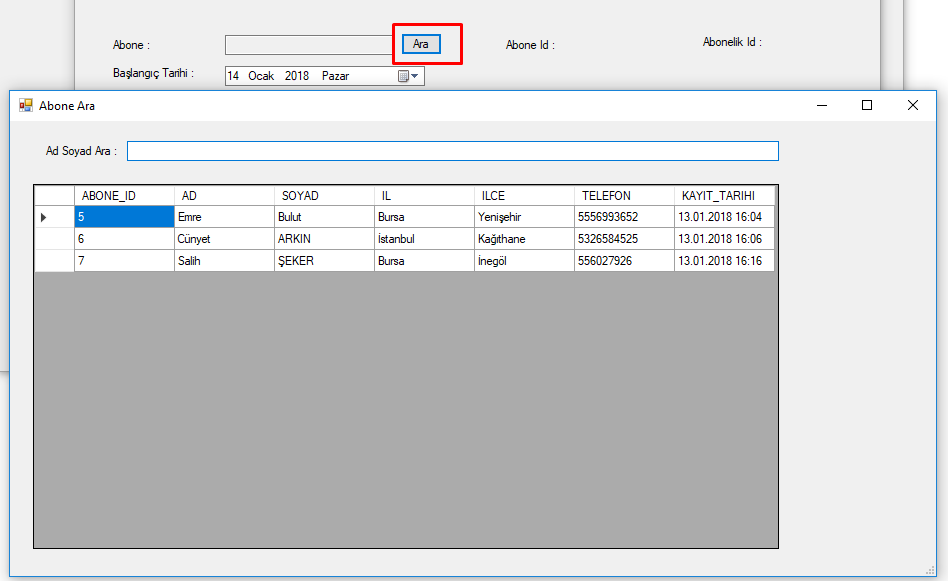 Abone : Ara Abone Id : Abonelik Id :
Başlangıç Tarihi : 14 Ocak 2018 Pazar
Abone Ara
Ad Soyad Ara :
ABONE_ID AD SOYAD IL ILCE TELEFON KAYIT_TARIHI
5 Emre Bulut Bursa Yenişehir 5556993652 13.01.2018 16:04
6 Cünyet ARKIN İstanbul Kağıthane 5326584525 13.01.2018 16:06
7 Salih ŞEKER Bursa İnegöl 556027926 13.01.2018 16:16